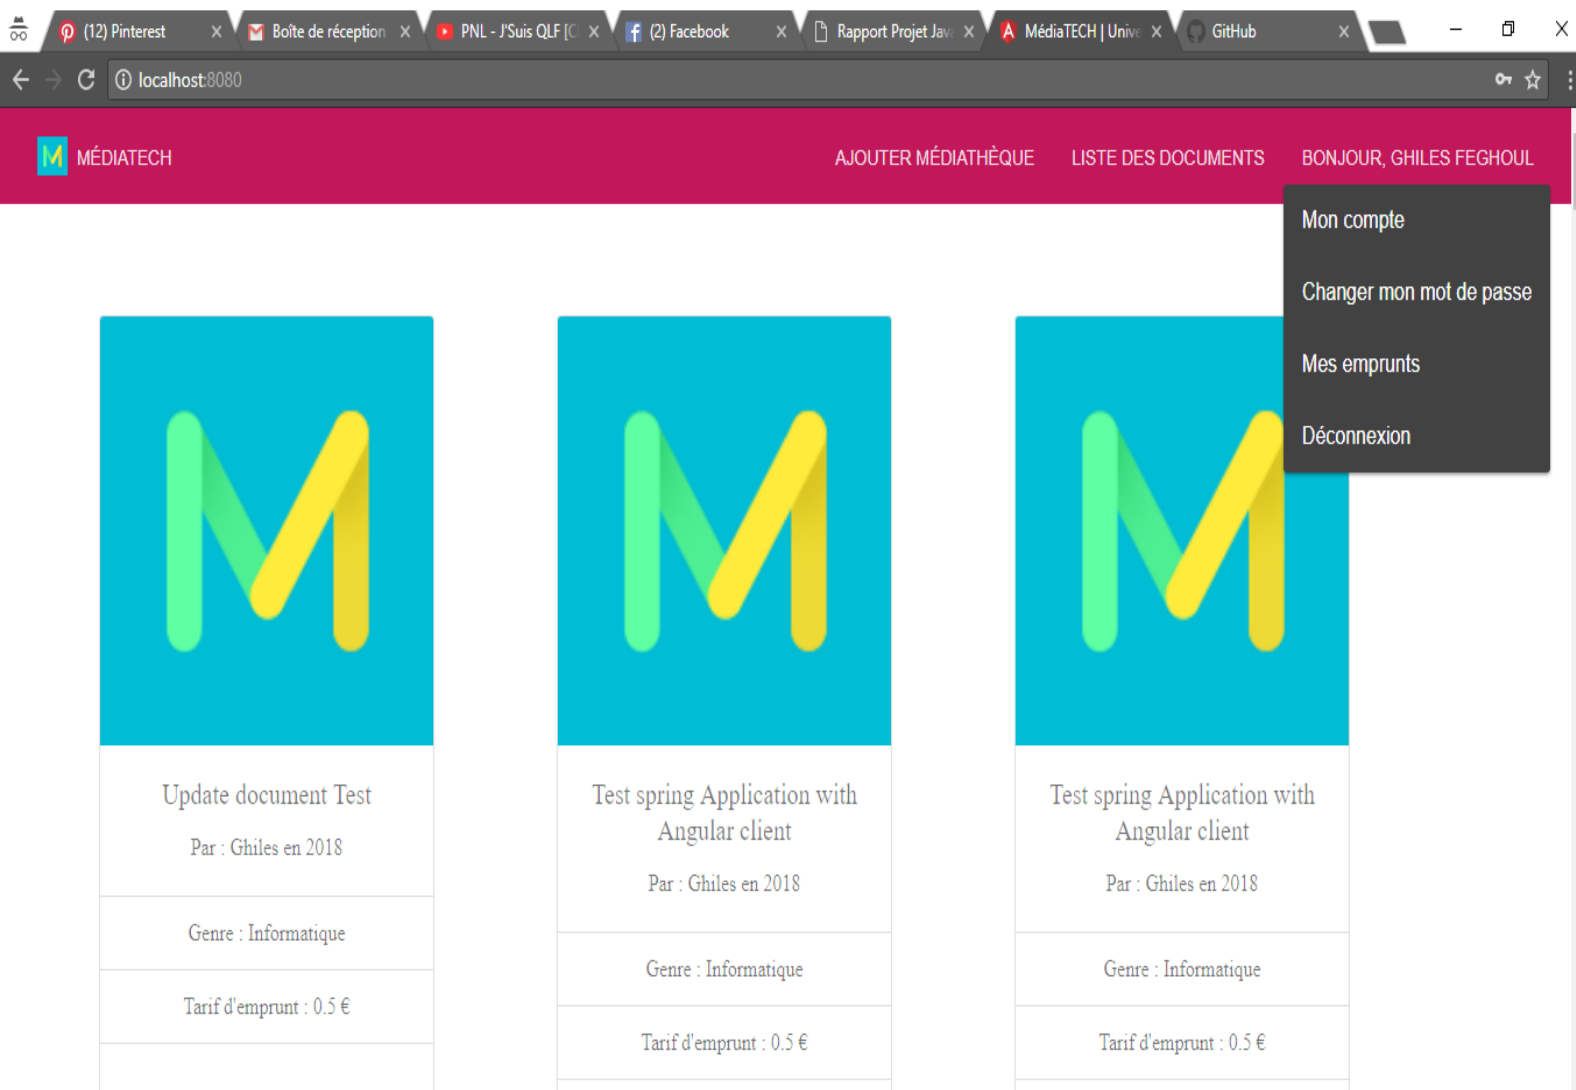 (12) Pinterest
Boîte de réception
PNL - J'Suis QLF [C
(2) Facebook
Rapport Projet Jav
MédiaTECH | Unive
GitHub
localhost:8080
MÉDIATECH
AJOUTER MÉDIATHÈQUE
LISTE DES DOCUMENTS
BONJOUR, GHILES FEGHOUL
Mon compte
Changer mon mot de passe
Mes emprunts
Déconnexion
Update document Test
Par : Ghiles en 2018
Genre : Informatique
Tarif d'emprunt : 0.5 €
Test spring Application with
Angular client
Par : Ghiles en 2018
Genre : Informatique
Tarif d'emprunt : 0.5 €
Test spring Application with
Angular client
Par : Ghiles en 2018
Genre : Informatique
Tarif d'emprunt : 0.5 €